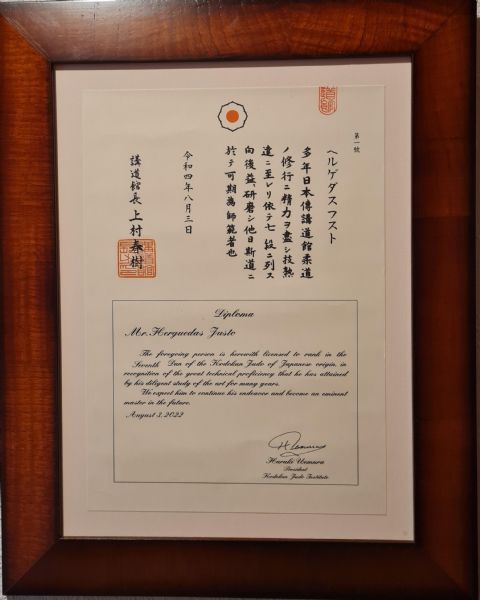 第一號
ヘルゲダスフスト
多年日本傳講道館柔道
ノ修行ニ精力ヲ盡シ技熟
達ニ至レリ依テ七段ニ列ス
向後益研磨シ他日斯道ニ
於テ可期為師範者也
令和四年八月三日
講道館長 上村春樹
Diploma
Mr. Herguedas Justo
The foregoing person is herewith licensed to rank in the
Seventh Dan of the Kodokan Judo of Japanese origin, in
recognition of the great technical proficiency that he has attained
by his diligent study of the art for many years.
We expect him to continue his endeavor and become an eminent
master in the future.
August 3, 2022
Haruki Uemura
President
Kodokan Judo Institute